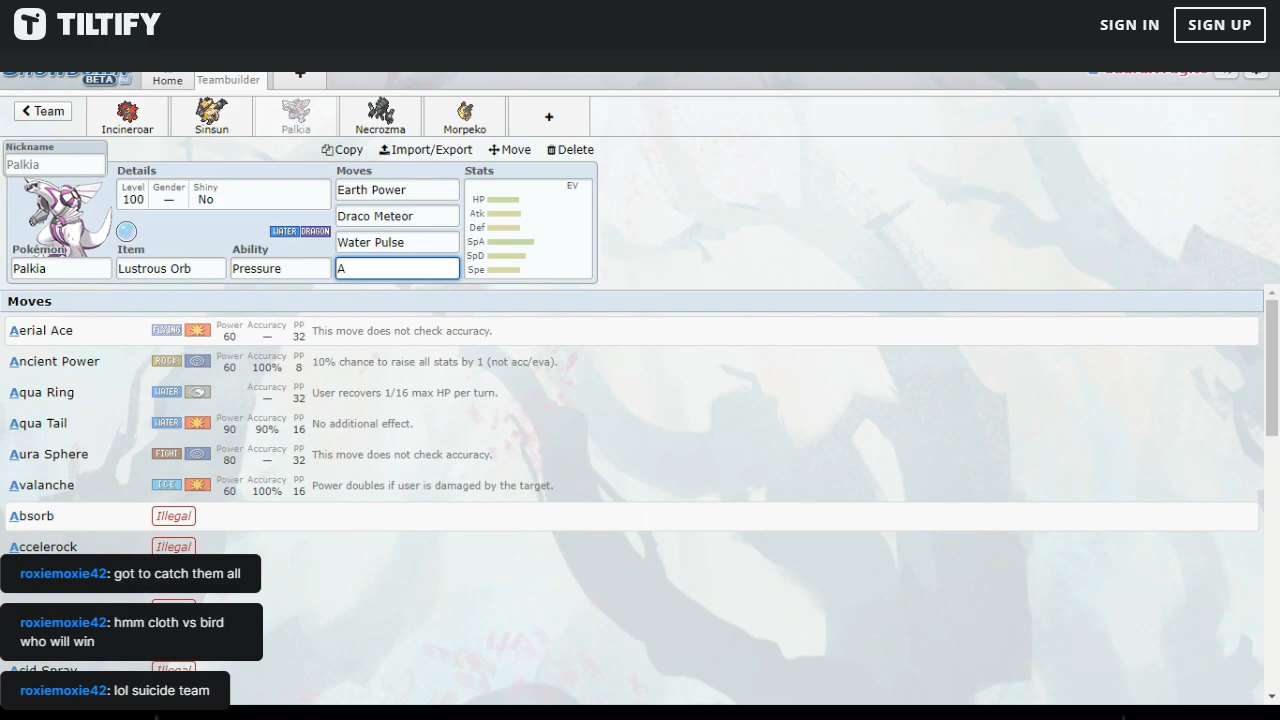 TILTIFY
SIGN IN
SIGN UP
BETA
Home
Teambuilder
+
Team
Incineroar
Sinsun
Palkia
Necrozma
Morpeko
+
Nickname
Palkia
Copy
Import/Export
Move
Delete
Details
Moves
Stats
Level
Gender
Shiny
100
—
No
WATER
DRAGON
Pokémon
Item
Ability
Palkia
Lustrous Orb
Pressure
Earth Power
Draco Meteor
Water Pulse
A
EV
HP
Atk
Def
SpA
SpD
Spe
Moves
Aerial Ace FLYING Power 60 Accuracy — PP 32 This move does not check accuracy.
Ancient Power ROCK Power 60 Accuracy 100% PP 8 10% chance to raise all stats by 1 (not acc/eva).
Aqua Ring WATER Accuracy — PP 32 User recovers 1/16 max HP per turn.
Aqua Tail WATER Power 90 Accuracy 90% PP 16 No additional effect.
Aura Sphere FIGHT Power 80 Accuracy — PP 32 This move does not check accuracy.
Avalanche ICE Power 60 Accuracy 100% PP 16 Power doubles if user is damaged by the target.
Absorb Illegal
Accelerock Illegal
roxiemoxie42: got to catch them all
roxiemoxie42: hmm cloth vs bird
who will win
Acid Spray Illegal
roxiemoxie42: lol suicide team